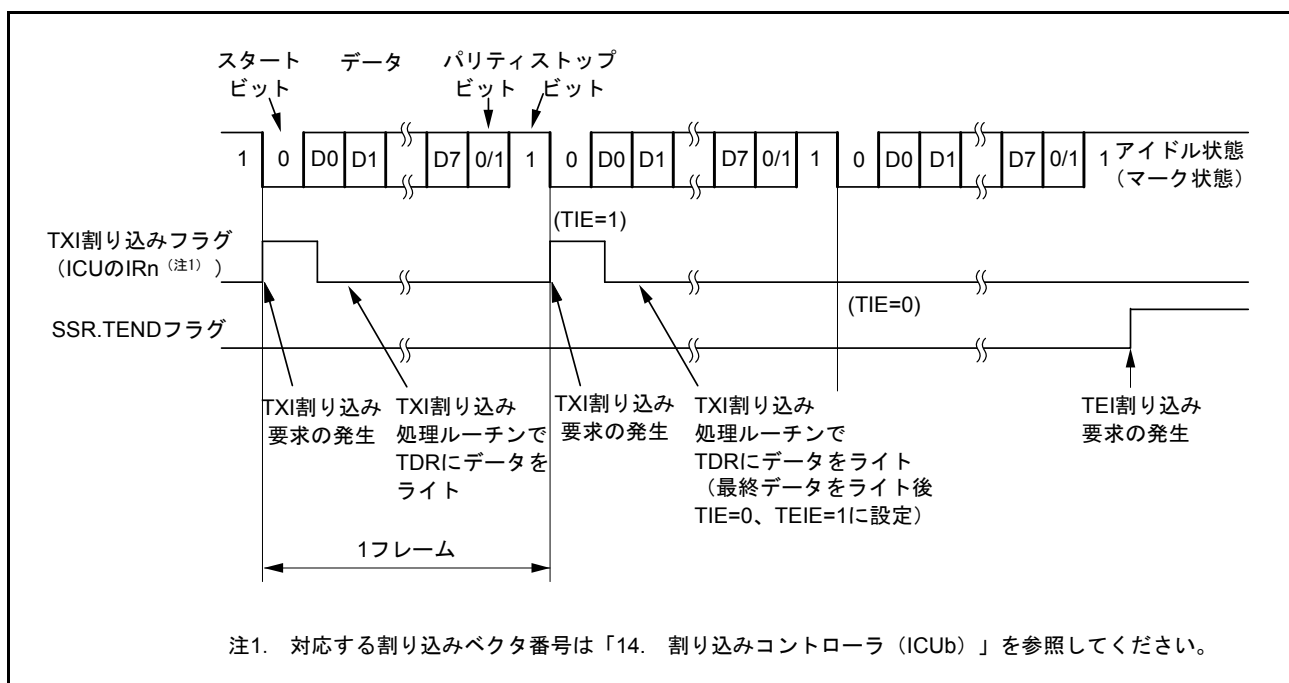 スタート
ビット
データ
パリティ
ビット
ストップ
ビット
1 0 D0 D1 D7 0/1 1 0 D0 D1 D7 0/1 1 0 D0 D1 D7 0/1 1
アイドル状態
（マーク状態）
(TIE=1)
TXI割り込みフラグ
（ICUのIRn（注1））
(TIE=0)
SSR.TENDフラグ
TXI割り込み
要求の発生
TXI割り込み
処理ルーチンで
TDRにデータを
ライト
TXI割り込み
要求の発生
TXI割り込み
処理ルーチンで
TDRにデータをライト
（最終データをライト後
TIE=0、TEIE=1に設定）
TEI割り込み
要求の発生
1フレーム
注1. 対応する割り込みベクタ番号は「14. 割り込みコントローラ（ICUb）」を参照してください。